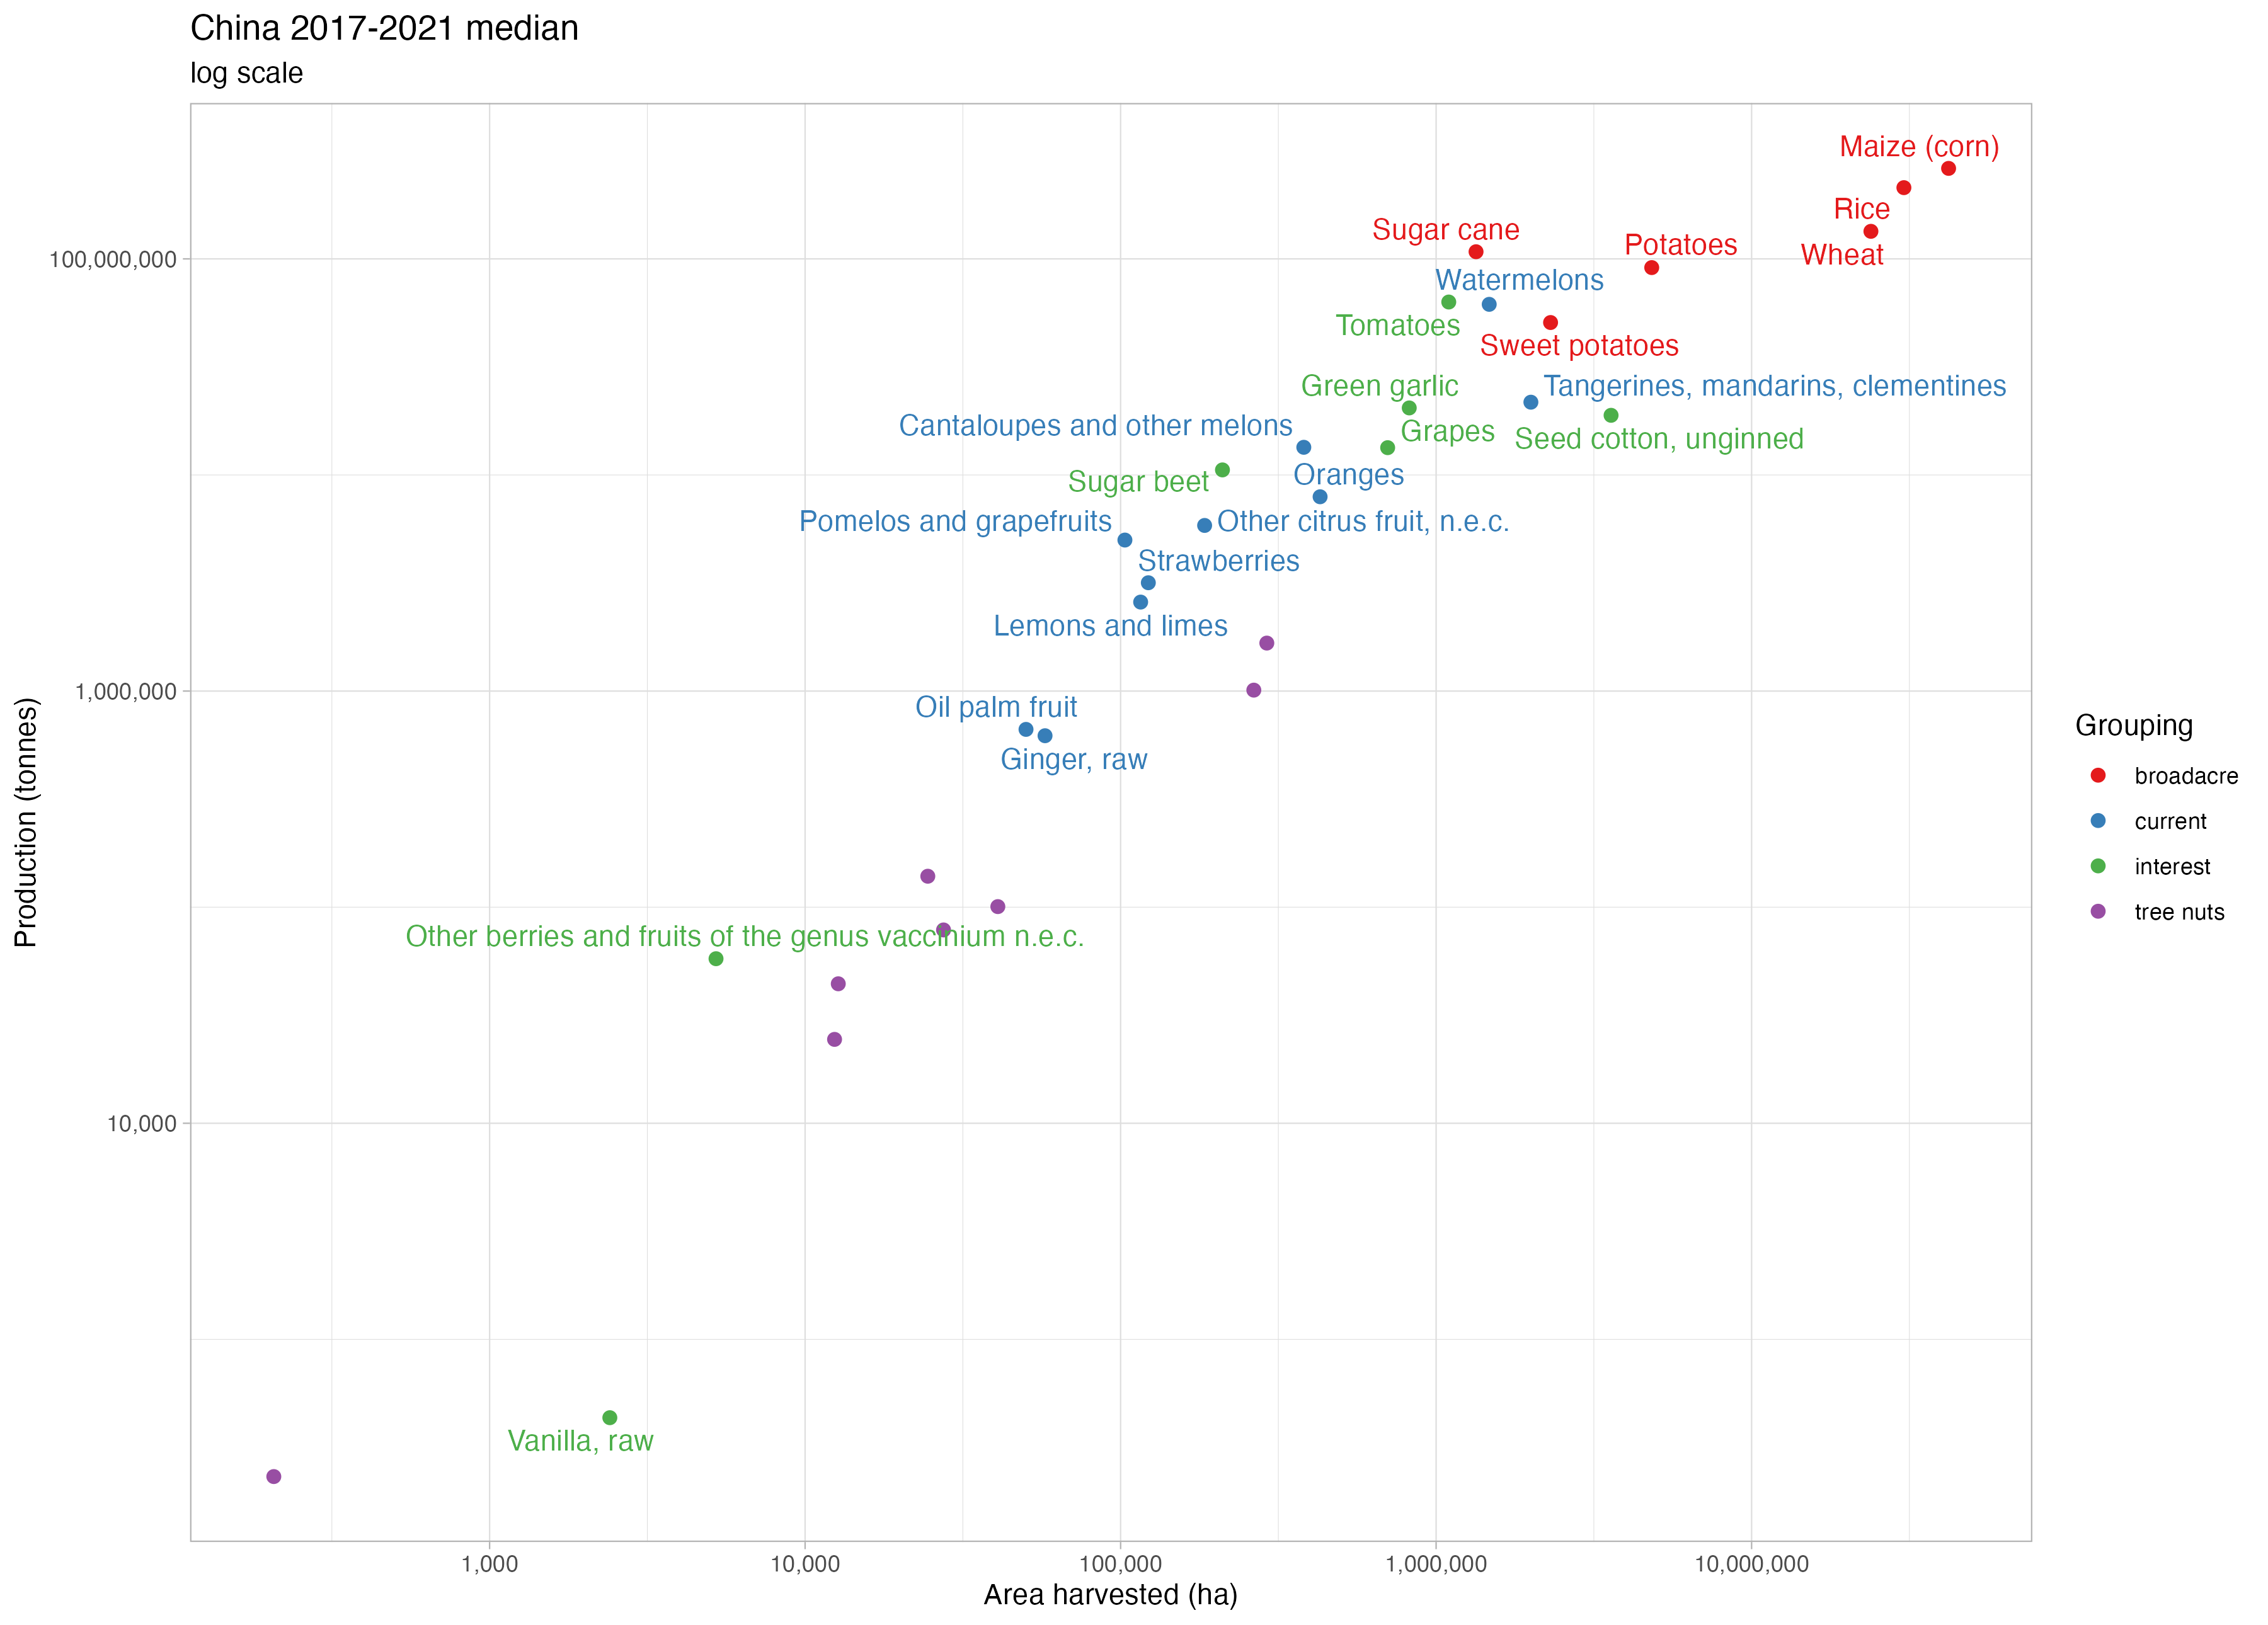 China 2017-2021 median
log scale
Maize (corn)
Rice
Sugar cane
Potatoes
Wheat
Watermelons
Tomatoes
Sweet potatoes
Green garlic
Tangerines, mandarins, clementines
Cantaloupes and other melons
Grapes
Seed cotton, unginned
Sugar beet
Oranges
Pomelos and grapefruits
Other citrus fruit, n.e.c.
Strawberries
Lemons and limes
Oil palm fruit
Ginger, raw
Other berries and fruits of the genus vaccinium n.e.c.
Vanilla, raw
100,000,000
1,000,000
10,000
Production (tonnes)
1,000
10,000
100,000
1,000,000
10,000,000
Area harvested (ha)
Grouping
broadacre
current
interest
tree nuts